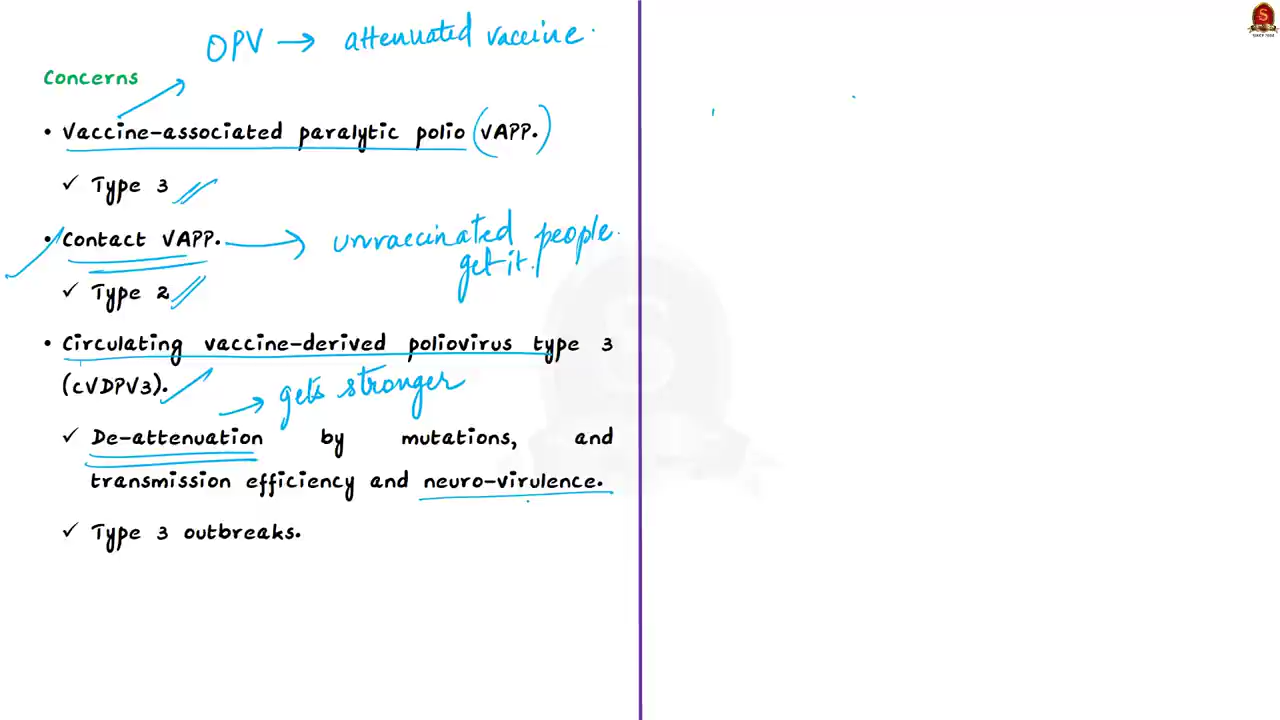 OPV → attenuated vaccine.
Concerns
• Vaccine-associated paralytic polio (VAPP.)
✓ Type 3
• Contact VAPP. → unvaccinated people.
get it.
✓ Type 2
• Circulating vaccine-derived poliovirus type 3
(cVDPV3).
→ gets stronger
✓ De-attenuation by mutations, and
transmission efficiency and neuro-virulence.
✓ Type 3 outbreaks.
S